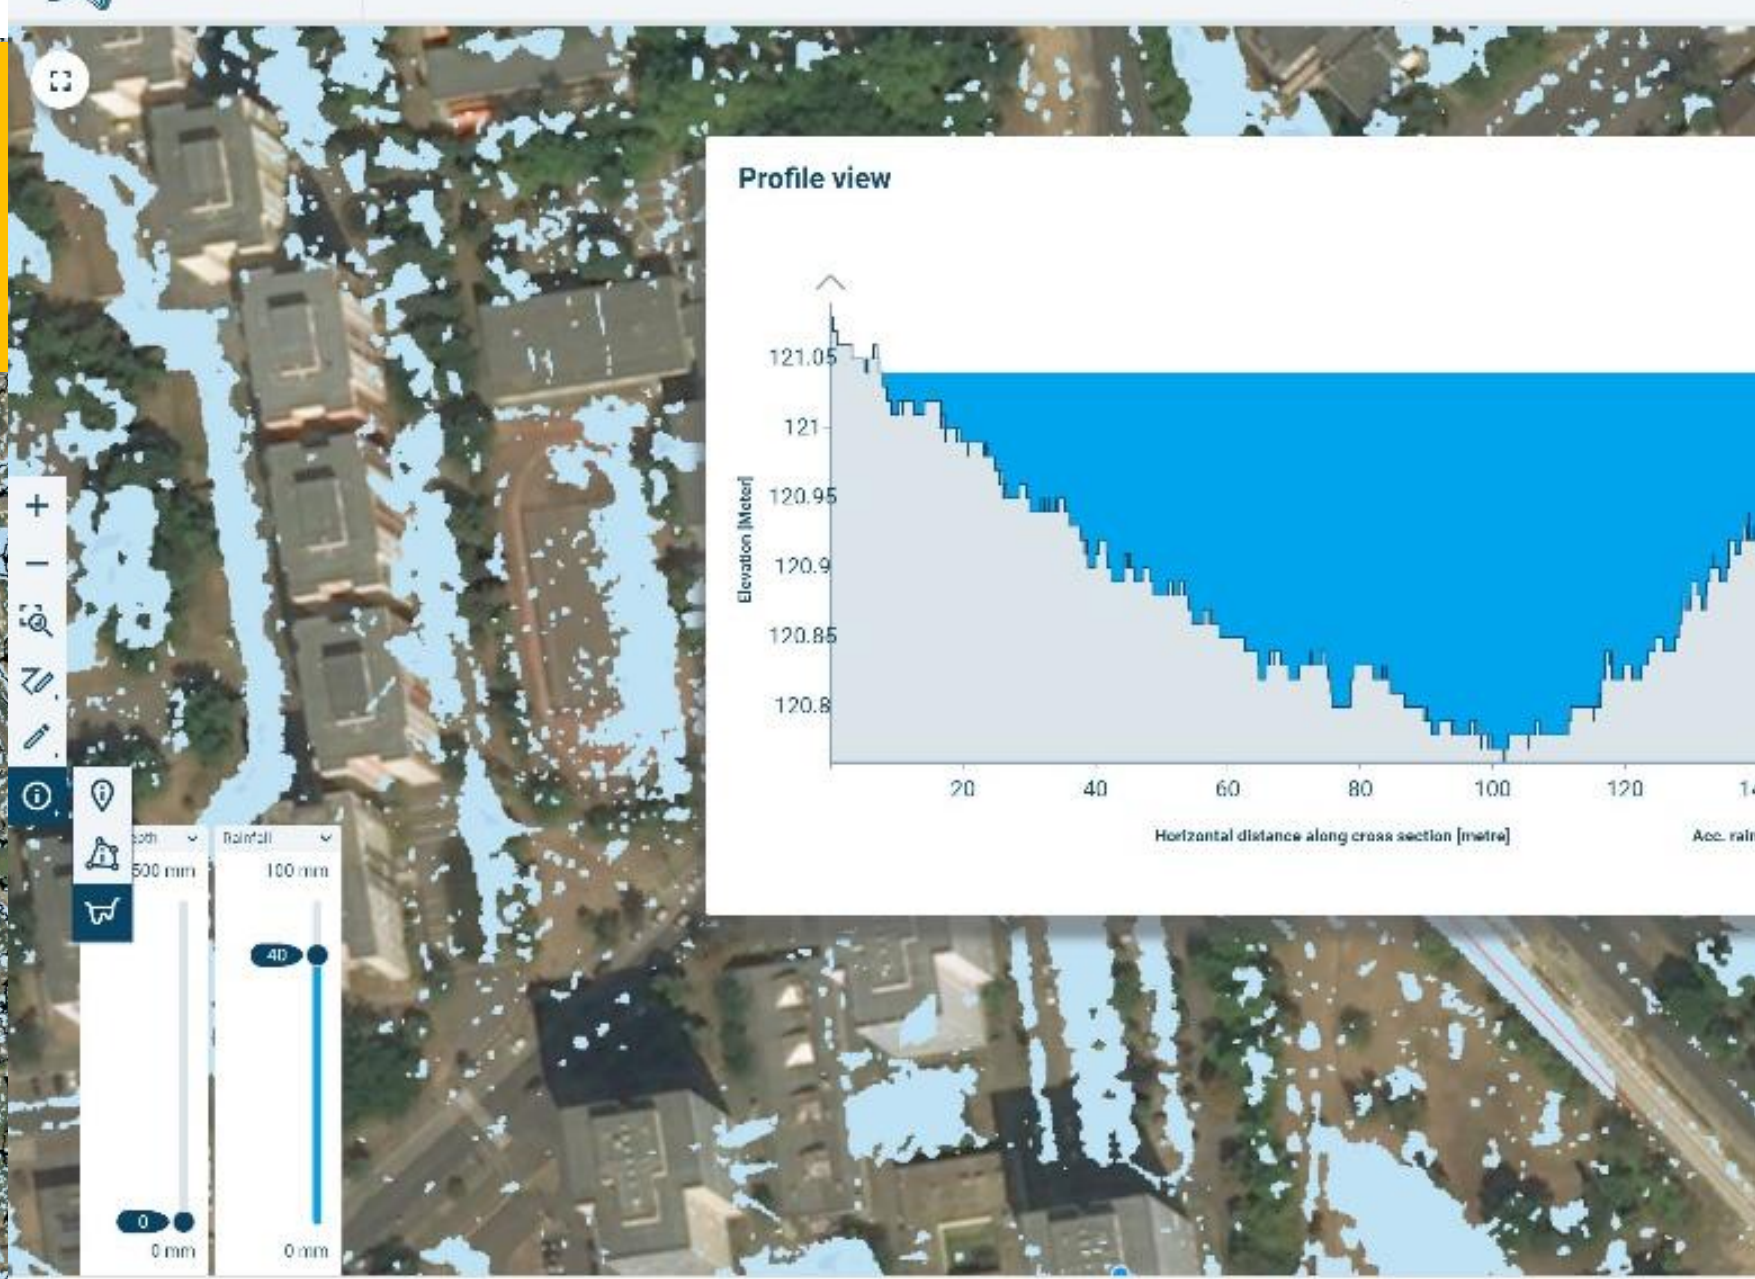 Profile view
121.05
121
120.95
120.9
120.85
120.8
Elevation [Meter]
20 40 60 80 100 120
Horizontal distance along cross section [metre]
Acc. rain
Rainfall
500 mm
100 mm
40
0
0 mm
0 mm